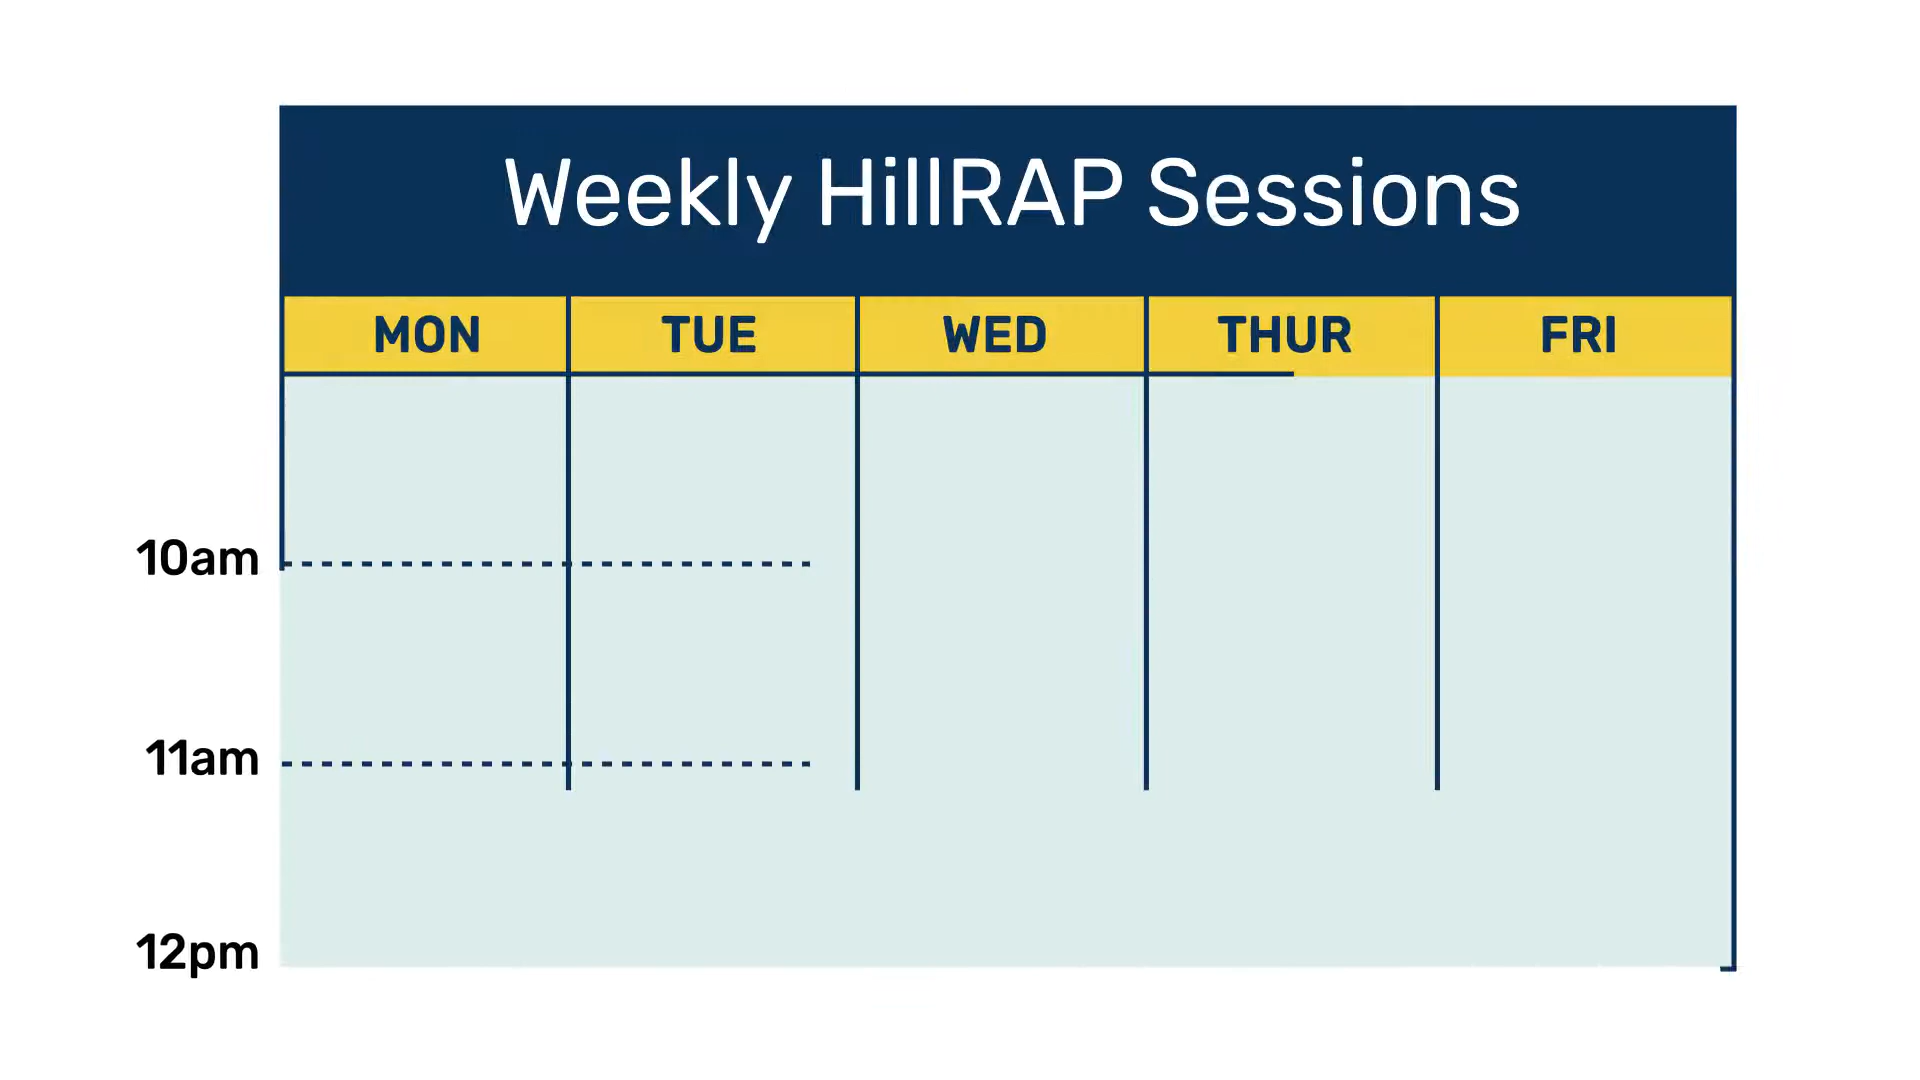 Weekly HillRAP Sessions
MON TUE WED THUR FRI
10am
11am
12pm